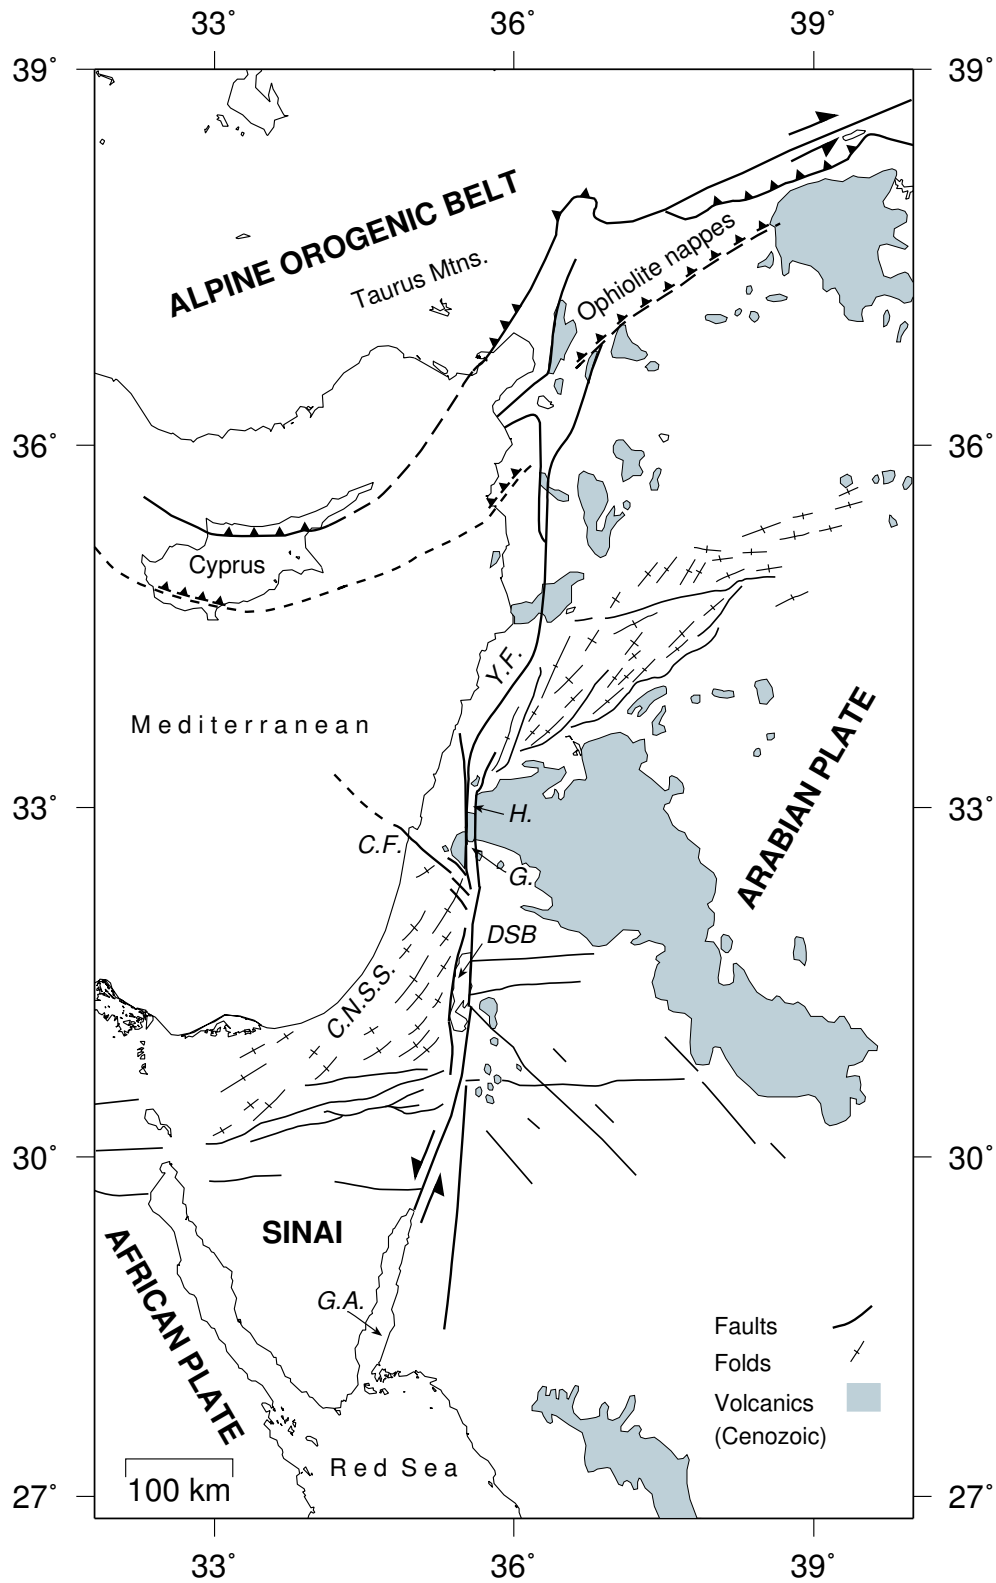 33° 36° 39°
39° 39°
ALPINE OROGENIC BELT
Taurus Mtns.
Ophiolite nappes
36° 36°
Cyprus
Y.F.
Mediterranean
ARABIAN PLATE
33° 33°
H.
C.F.
G.
DSB
C.N.S.S.
30° 30°
SINAI
AFRICAN PLATE
G.A.
Faults
Folds
Volcanics
(Cenozoic)
Red Sea
100 km
27° 27°
33° 36° 39°